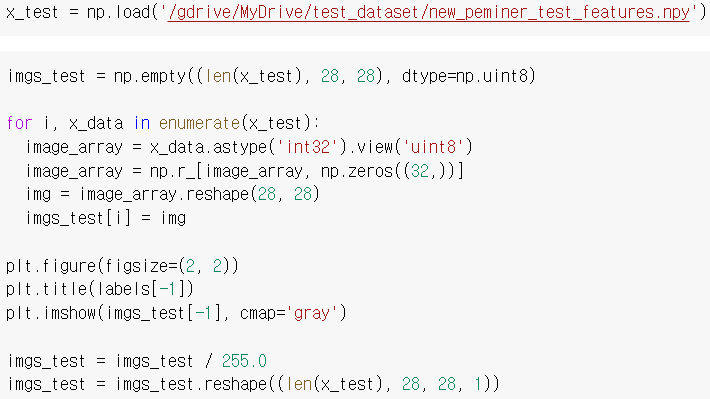 x_test = np.load('/gdrive/MyDrive/test_dataset/new_peminer_test_features.npy')
imgs_test = np.empty((len(x_test), 28, 28), dtype=np.uint8)
for i, x_data in enumerate(x_test):
  image_array = x_data.astype('int32').view('uint8')
  image_array = np.r_[image_array, np.zeros((32,))]
  img = image_array.reshape(28, 28)
  imgs_test[i] = img
plt.figure(figsize=(2, 2))
plt.title(labels[-1])
plt.imshow(imgs_test[-1], cmap='gray')
imgs_test = imgs_test / 255.0
imgs_test = imgs_test.reshape((len(x_test), 28, 28, 1))